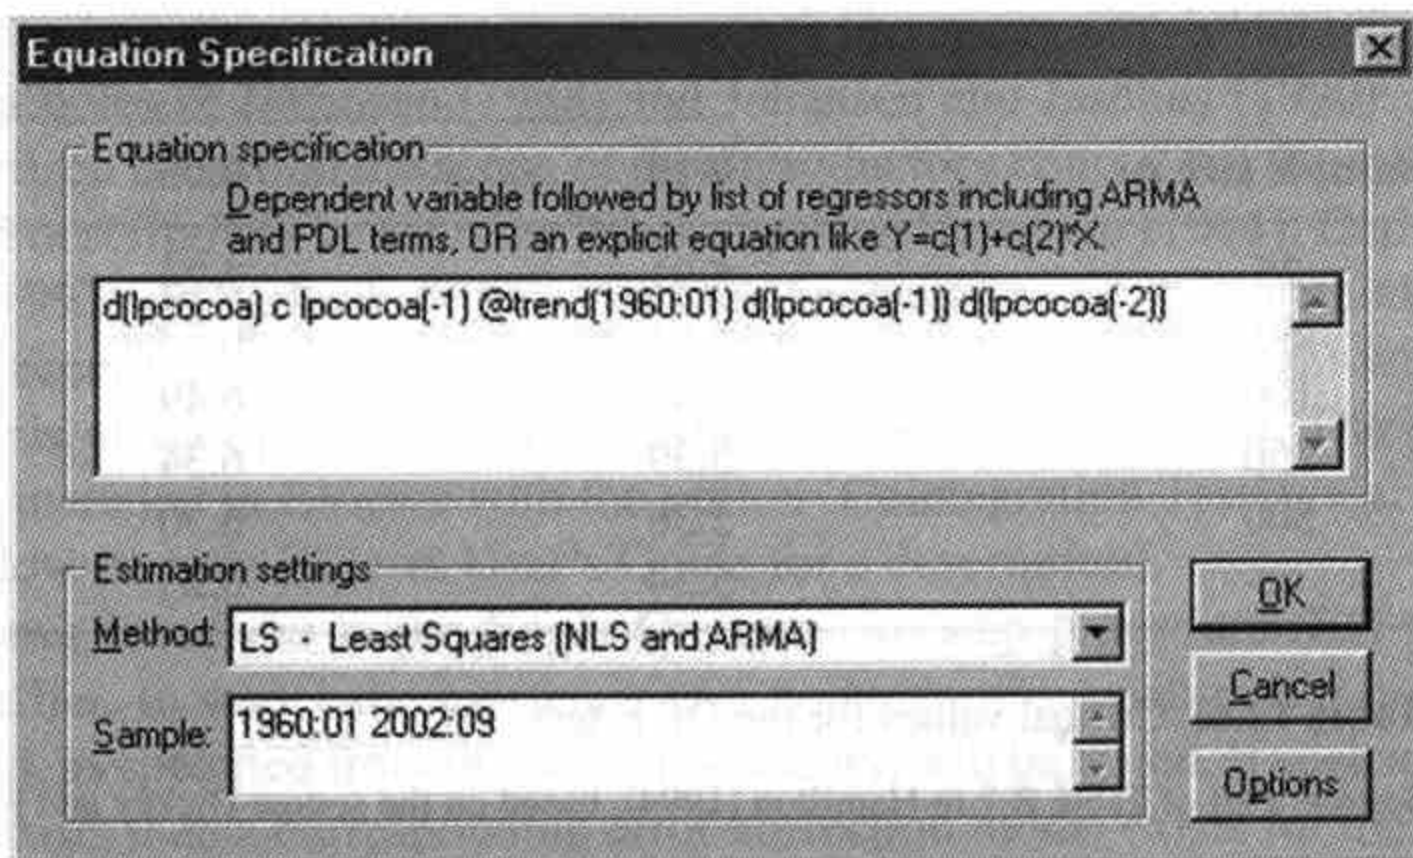 Equation Specification
Equation specification
Dependent variable followed by list of regressors including ARMA
and PDL terms, OR an explicit equation like Y=c(1)+c(2)*X.
d(lpcocoa) c lpcocoa(-1) @trend(1960:01) d(lpcocoa(-1)) d(lpcocoa(-2))
Estimation settings
Method: LS - Least Squares (NLS and ARMA)
Sample: 1960:01 2002:09
OK
Cancel
Options